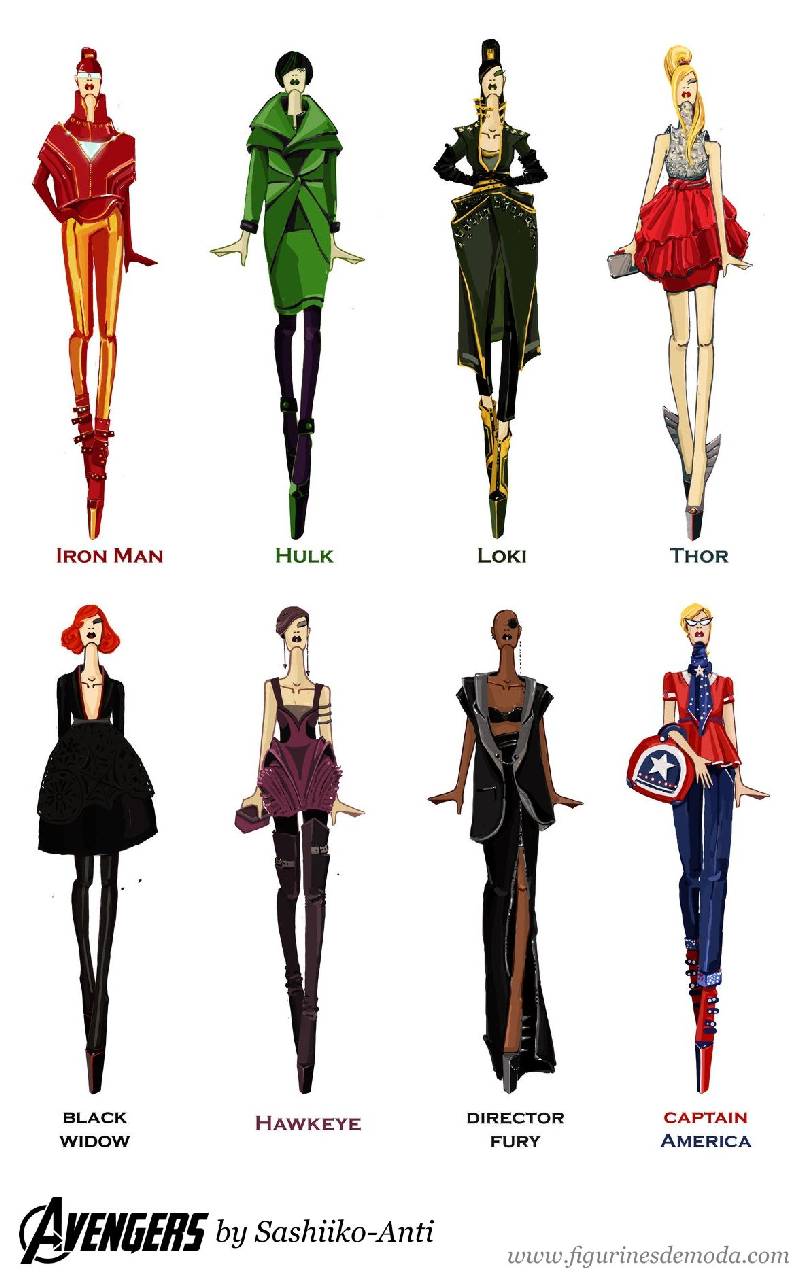 IRON MAN
HULK
LOKI
THOR
BLACK
WIDOW
HAWKEYE
DIRECTOR
FURY
CAPTAIN
AMERICA
AVENGERS by Sashiiko-Anti
www.figurinesdemoda.com